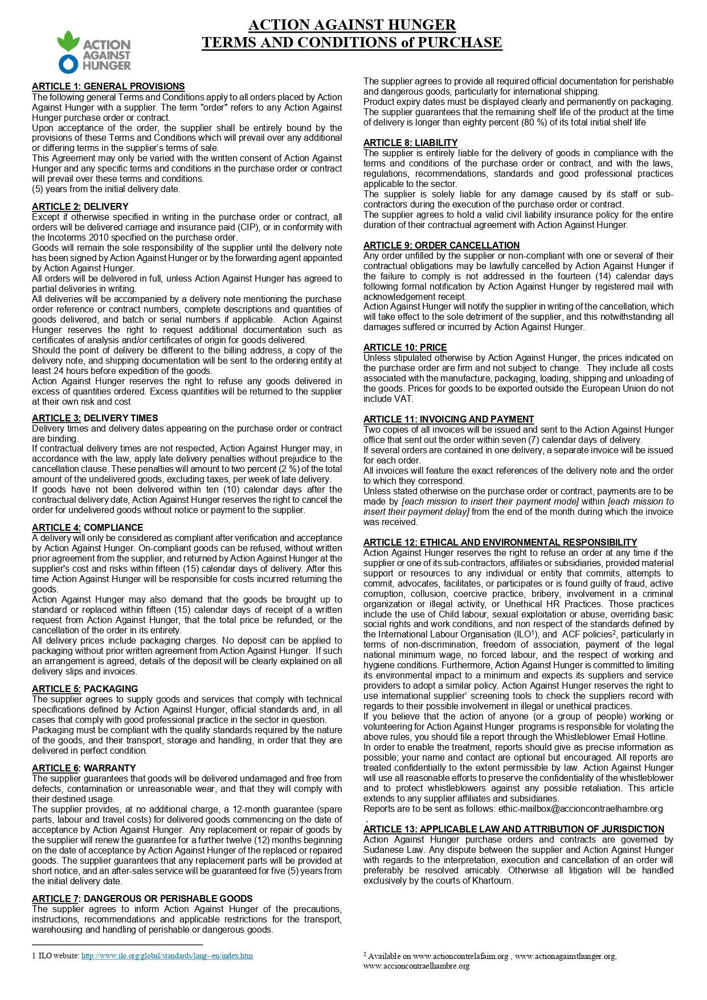 ACTION AGAINST HUNGER
TERMS AND CONDITIONS of PURCHASE
ACTION
AGAINST
HUNGER
ARTICLE 1: GENERAL PROVISIONS
The following general Terms and Conditions apply to all orders placed by Action
Against Hunger with a supplier. The term "order" refers to any Action Against
Hunger purchase order or contract.
Upon acceptance of the order, the supplier shall be entirely bound by the
provisions of these Terms and Conditions which will prevail over any additional
or differing terms in the supplier's terms of sale.
This Agreement may only be varied with the written consent of Action Against
Hunger and any specific terms and conditions in the purchase order or contract
will prevail over these terms and conditions.
(5) years from the initial delivery date.
ARTICLE 2: DELIVERY
Except if otherwise specified in writing in the purchase order or contract, all
orders will be delivered carriage and insurance paid (CIP), or in conformity with
the Incoterms 2010 specified on the purchase order.
Goods will remain the sole responsibility of the supplier until the delivery note
has been signed by Action Against Hunger or by the forwarding agent appointed
by Action Against Hunger.
All orders will be delivered in full, unless Action Against Hunger has agreed to
partial deliveries in writing.
All deliveries will be accompanied by a delivery note mentioning the purchase
order reference or contract numbers, complete descriptions and quantities of
goods delivered, and batch or serial numbers if applicable. Action Against
Hunger reserves the right to request additional documentation such as
certificates of analysis and/or certificates of origin for goods delivered.
Should the point of delivery be different to the billing address, a copy of the
delivery note, and shipping documentation will be sent to the ordering entity at
least 24 hours before expedition of the goods.
Action Against Hunger reserves the right to refuse any goods delivered in
excess of quantities ordered. Excess quantities will be returned to the supplier
at their own risk and cost
ARTICLE 3: DELIVERY TIMES
Delivery times and delivery dates appearing on the purchase order or contract
are binding.
If contractual delivery times are not respected, Action Against Hunger may, in
accordance with the law, apply late delivery penalties without prejudice to the
cancellation clause. These penalties will amount to two percent (2 %) of the total
amount of the undelivered goods, excluding taxes, per week of late delivery.
If goods have not been delivered within ten (10) calendar days after the
contractual delivery date, Action Against Hunger reserves the right to cancel the
order for undelivered goods without notice or payment to the supplier.
ARTICLE 4: COMPLIANCE
A delivery will only be considered as compliant after verification and acceptance
by Action Against Hunger. On-compliant goods can be refused, without written
prior agreement from the supplier, and returned by Action Against Hunger at the
supplier's cost and risks within fifteen (15) calendar days of delivery. After this
time Action Against Hunger will be responsible for costs incurred returning the
goods.
Action Against Hunger may also demand that the goods be brought up to
standard or replaced within fifteen (15) calendar days of receipt of a written
request from Action Against Hunger, that the total price be refunded, or the
cancellation of the order in its entirety.
All delivery prices include packaging charges. No deposit can be applied to
packaging without prior written agreement from Action Against Hunger. If such
an arrangement is agreed, details of the deposit will be clearly explained on all
delivery slips and invoices.
ARTICLE 5: PACKAGING
The supplier agrees to supply goods and services that comply with technical
specifications defined by Action Against Hunger, official standards and, in all
cases that comply with good professional practice in the sector in question.
Packaging must be compliant with the quality standards required by the nature
of the goods, and their transport, storage and handling, in order that they are
delivered in perfect condition.
ARTICLE 6: WARRANTY
The supplier guarantees that goods will be delivered undamaged and free from
defects, contamination or unreasonable wear, and that they will comply with
their destined usage.
The supplier provides, at no additional charge, a 12-month guarantee (spare
parts, labour and travel costs) for delivered goods commencing on the date of
acceptance by Action Against Hunger. Any replacement or repair of goods by
the supplier will renew the guarantee for a further twelve (12) months beginning
on the date of acceptance by Action Against Hunger of the replaced or repaired
goods. The supplier guarantees that any replacement parts will be provided at
short notice, and an after-sales service will be guaranteed for five (5) years from
the initial delivery date.
ARTICLE 7: DANGEROUS OR PERISHABLE GOODS
The supplier agrees to inform Action Against Hunger of the precautions,
instructions, recommendations and applicable restrictions for the transport,
warehousing and handling of perishable or dangerous goods.
The supplier agrees to provide all required official documentation for perishable
and dangerous goods, particularly for international shipping.
Product expiry dates must be displayed clearly and permanently on packaging.
The supplier guarantees that the remaining shelf life of the product at the time
of delivery is longer than eighty percent (80 %) of its total initial shelf life
ARTICLE 8: LIABILITY
The supplier is entirely liable for the delivery of goods in compliance with the
terms and conditions of the purchase order or contract, and with the laws,
regulations, recommendations, standards and good professional practices
applicable to the sector.
The supplier is solely liable for any damage caused by its staff or sub-
contractors during the execution of the purchase order or contract.
The supplier agrees to hold a valid civil liability insurance policy for the entire
duration of their contractual agreement with Action Against Hunger.
ARTICLE 9: ORDER CANCELLATION
Any order unfilled by the supplier or non-compliant with one or several of their
contractual obligations may be lawfully cancelled by Action Against Hunger if
the failure to comply is not addressed in the fourteen (14) calendar days
following formal notification by Action Against Hunger by registered mail with
acknowledgement receipt.
Action Against Hunger will notify the supplier in writing of the cancellation, which
will take effect to the sole detriment of the supplier, and this notwithstanding all
damages suffered or incurred by Action Against Hunger.
ARTICLE 10: PRICE
Unless stipulated otherwise by Action Against Hunger, the prices indicated on
the purchase order are firm and not subject to change. They include all costs
associated with the manufacture, packaging, loading, shipping and unloading of
the goods. Prices for goods to be exported outside the European Union do not
include VAT.
ARTICLE 11: INVOICING AND PAYMENT
Two copies of all invoices will be issued and sent to the Action Against Hunger
office that sent out the order within seven (7) calendar days of delivery.
If several orders are contained in one delivery, a separate invoice will be issued
for each order.
All invoices will feature the exact references of the delivery note and the order
to which they correspond.
Unless stated otherwise on the purchase order or contract, payments are to be
made by [each mission to insert their payment mode] within [each mission to
insert their payment delay] from the end of the month during which the invoice
was received.
ARTICLE 12: ETHICAL AND ENVIRONMENTAL RESPONSIBILITY
Action Against Hunger reserves the right to refuse an order at any time if the
supplier or one of its sub-contractors, affiliates or subsidiaries, provided material
support or resources to any individual or entity that commits, attempts to
commit, advocates, facilitates, or participates or is found guilty of fraud, active
corruption, collusion, coercive practice, bribery, involvement in a criminal
organization or illegal activity, or Unethical HR Practices. Those practices
include the use of Child labour, sexual exploitation or abuse, overriding basic
social rights and work conditions, and non respect of the standards defined by
the International Labour Organisation (ILO¹), and ACF policies², particularly in
terms of non-discrimination, freedom of association, payment of the legal
national minimum wage, no forced labour, and the respect of working and
hygiene conditions. Furthermore, Action Against Hunger is committed to limiting
its environmental impact to a minimum and expects its suppliers and service
providers to adopt a similar policy. Action Against Hunger reserves the right to
use international supplier' screening tools to check the suppliers record with
regards to their possible involvement in illegal or unethical practices.
If you believe that the action of anyone (or a group of people) working or
volunteering for Action Against Hunger programs is responsible for violating the
above rules, you should file a report through the Whistleblower Email Hotline.
In order to enable the treatment, reports should give as precise information as
possible; your name and contact are optional but encouraged. All reports are
treated confidentially to the extent permissible by law. Action Against Hunger
will use all reasonable efforts to preserve the confidentiality of the whistleblower
and to protect whistleblowers against any possible retaliation. This article
extends to any supplier affiliates and subsidiaries.
Reports are to be sent as follows: ethic-mailbox@accioncontraelhambre.org
.
ARTICLE 13: APPLICABLE LAW AND ATTRIBUTION OF JURISDICTION
Action Against Hunger purchase orders and contracts are governed by
Sudanese Law. Any dispute between the supplier and Action Against Hunger
with regards to the interpretation, execution and cancellation of an order will
preferably be resolved amicably. Otherwise all litigation will be handled
exclusively by the courts of Khartoum.
1 ILO website: http://www.ilo.org/global/standards/lang--en/index.htm
² Available on www.actioncontrelafaim.org , www.actionagainsthunger.org,
www.accioncontraelhambre.org